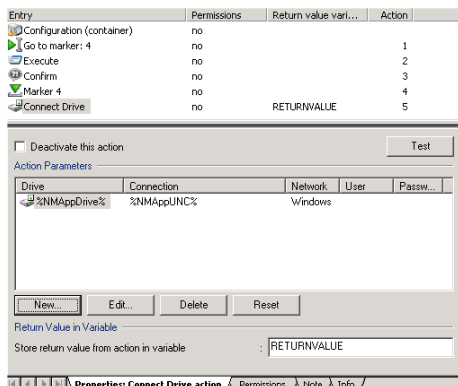 Entry Permissions Return value vari... Action
Configuration (container) no
Go to marker: 4 no 1
Execute no 2
Confirm no 3
Marker 4 no 4
Connect Drive no RETURNVALUE 5
Deactivate this action Test
Action Parameters
Drive Connection Network User Passw...
%NMAppDrive% %NMAppUNC% Windows
New... Edit... Delete Reset
Return Value in Variable
Store return value from action in variable : RETURNVALUE
Properties: Connect Drive action Permissions Note Info